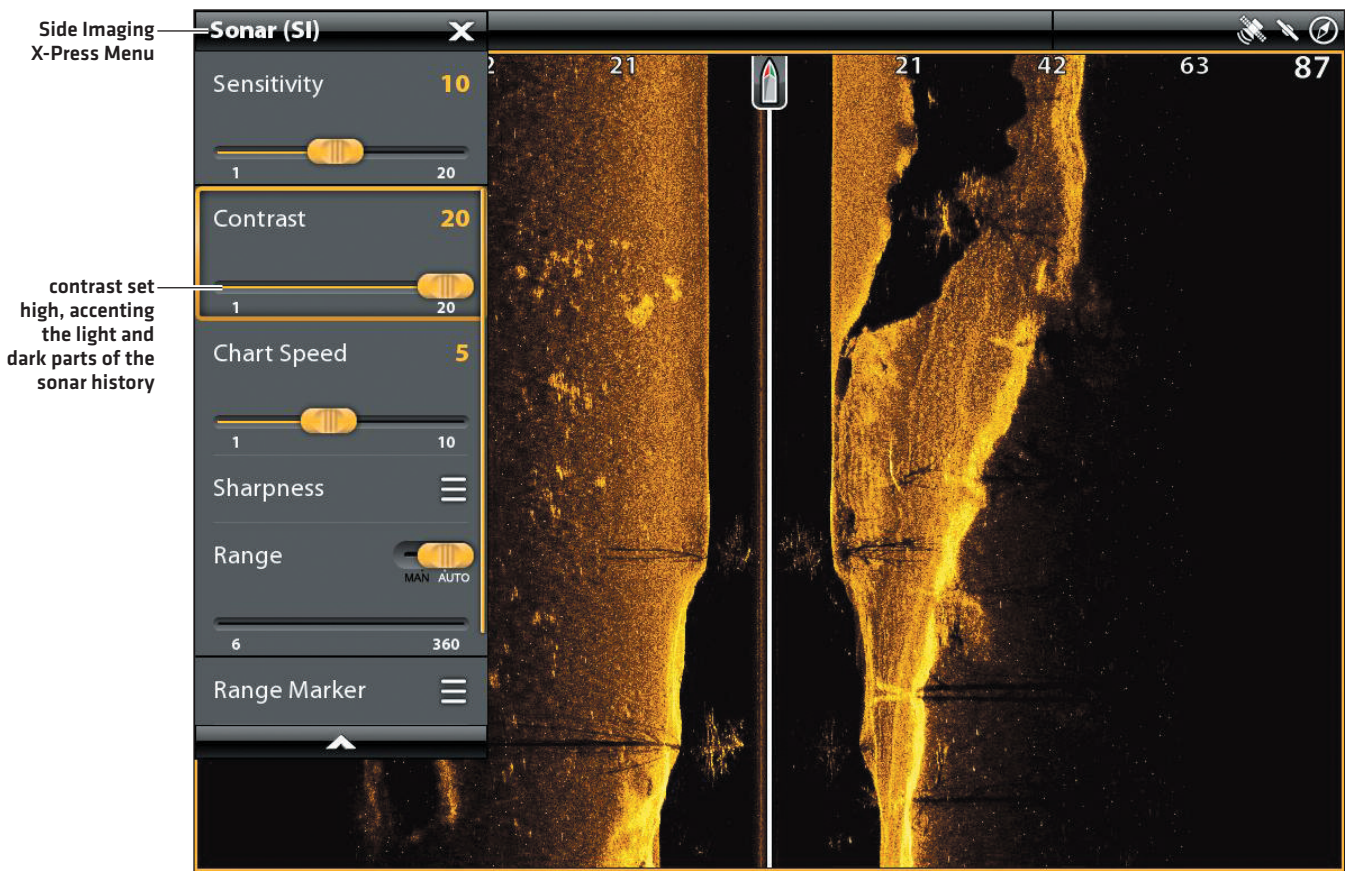 Side Imaging
X-Press Menu
contrast set
high, accenting
the light and
dark parts of the
sonar history
Sonar (SI) X
Sensitivity 10
1 20
Contrast 20
1 20
Chart Speed 5
1 10
Sharpness
Range
MAN AUTO
6 360
Range Marker
2 21 21 42 63 87